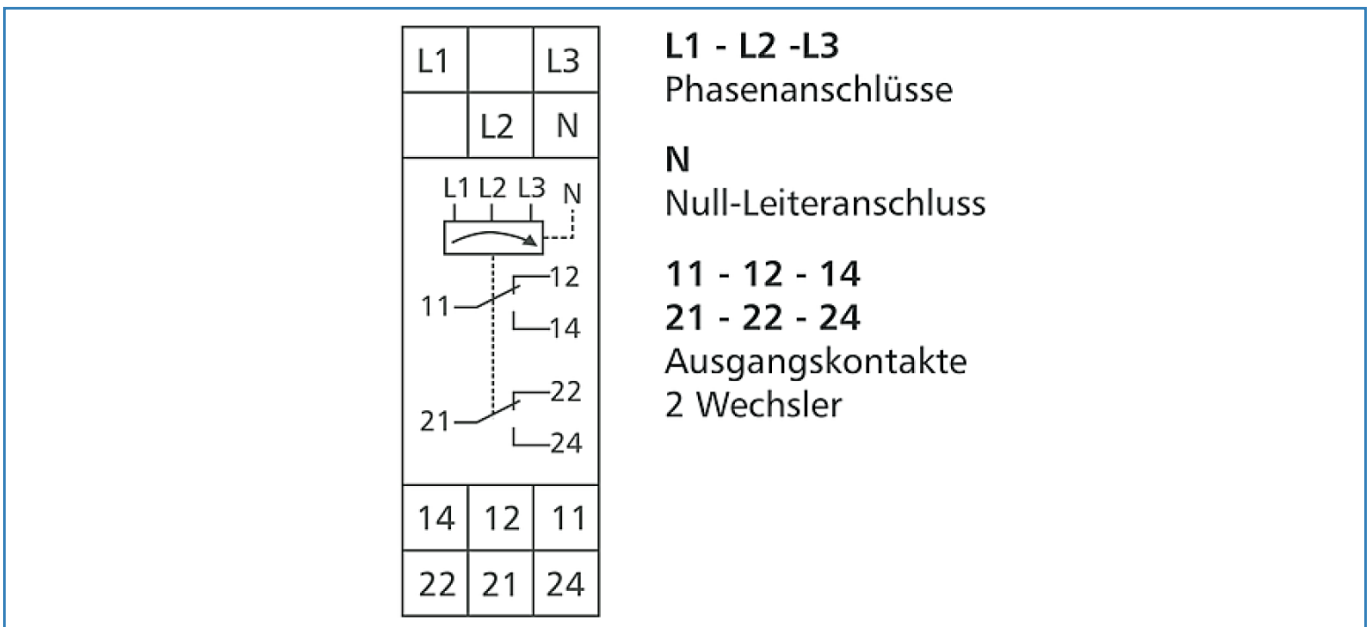 L1 L3
L2 N
L1 L2 L3 N
12
11
14
22
21
24
14 12 11
22 21 24
L1 - L2 -L3
Phasenanschlüsse
N
Null-Leiteranschluss
11 - 12 - 14
21 - 22 - 24
Ausgangskontakte
2 Wechsler